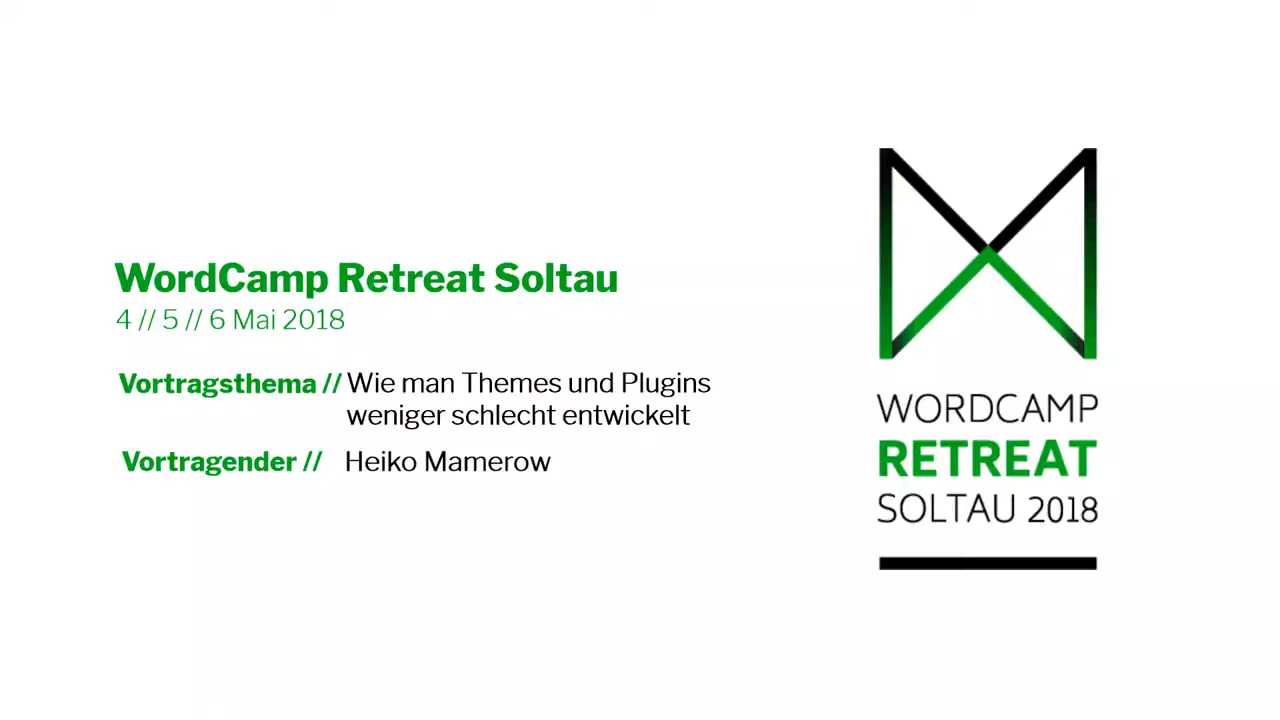 WordCamp Retreat Soltau
4 // 5 // 6 Mai 2018
Vortragsthema // Wie man Themes und Plugins
weniger schlecht entwickelt
Vortragender // Heiko Mamerow
WORDCAMP
RETREAT
SOLTAU 2018